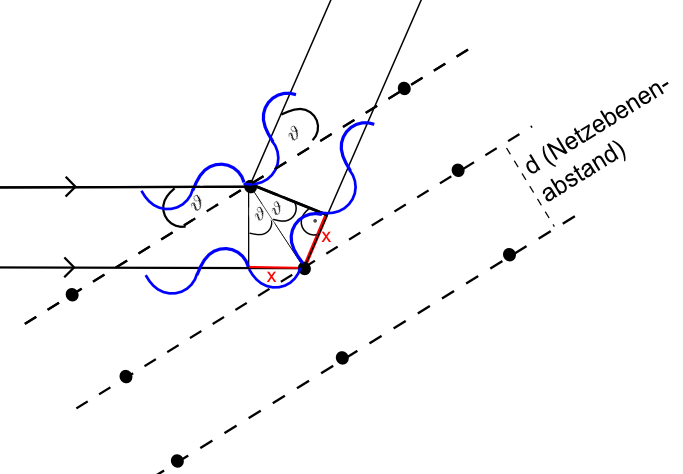 d (Netzebenen-
abstand)
ϑ
ϑ
ϑ
ϑ
x
x